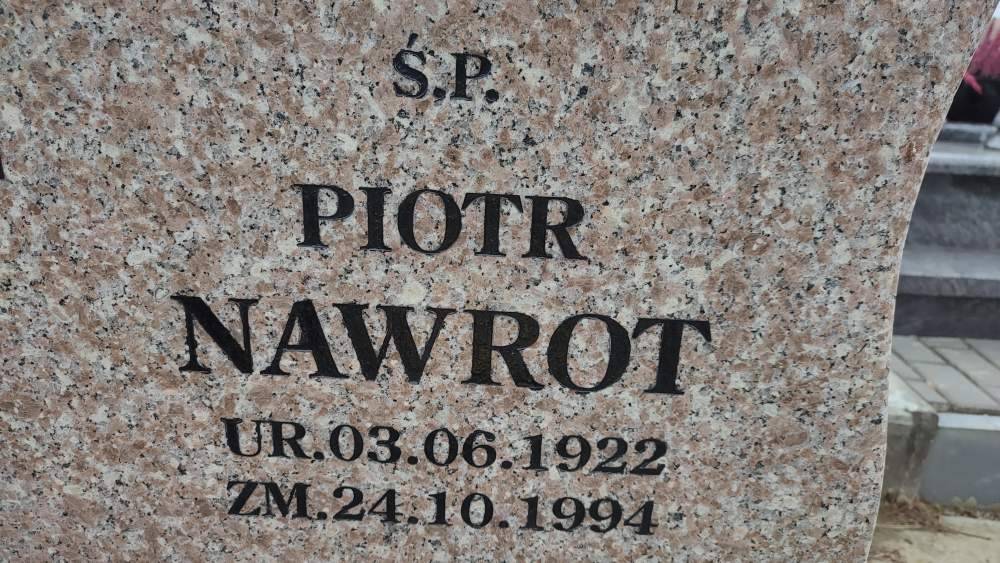 Ś.P.
PIOTR
NAWROT
UR.03.06.1922
ZM.24.10.1994